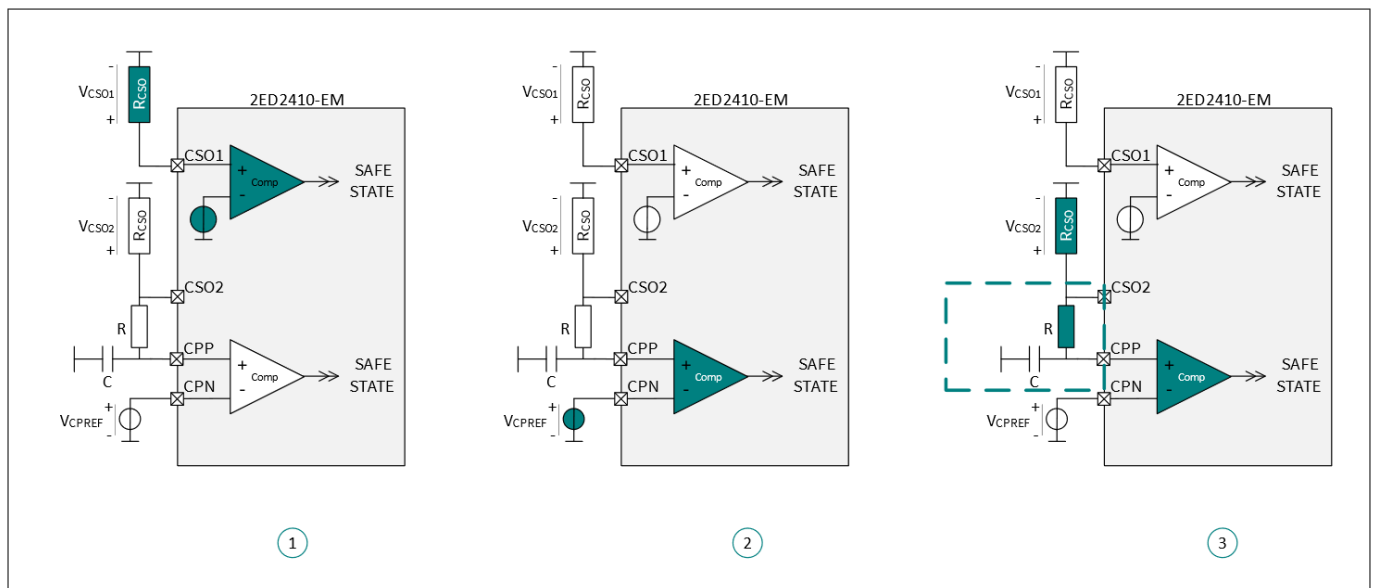 2ED2410-EM
VCSO1
-
+
RCSO
CSO1
+
-
Comp
SAFE
STATE
VCSO2
-
+
RCSO
CSO2
R
C
CPP
CPN
+
-
Comp
SAFE
STATE
VCPREF
+
-
1
2ED2410-EM
VCSO1
-
+
RCSO
CSO1
+
-
Comp
SAFE
STATE
VCSO2
-
+
RCSO
CSO2
R
C
CPP
CPN
+
-
Comp
SAFE
STATE
VCPREF
+
-
2
2ED2410-EM
VCSO1
-
+
RCSO
CSO1
+
-
Comp
SAFE
STATE
VCSO2
-
+
RCSO
CSO2
R
C
CPP
CPN
+
-
Comp
SAFE
STATE
VCPREF
+
-
3